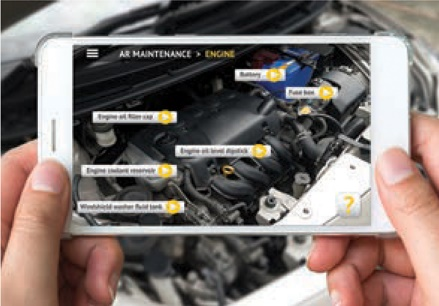 AR MAINTENANCE > ENGINE
Battery
Fuse box
Engine oil filler cap
Engine oil level dipstick
Engine coolant reservoir
Windshield washer fluid tank
?